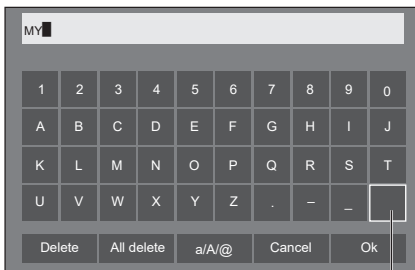 MY
1 2 3 4 5 6 7 8 9 0
A B C D E F G H I J
K L M N O P Q R S T
U V W X Y Z . – _
Delete All delete a/A/@ Cancel Ok